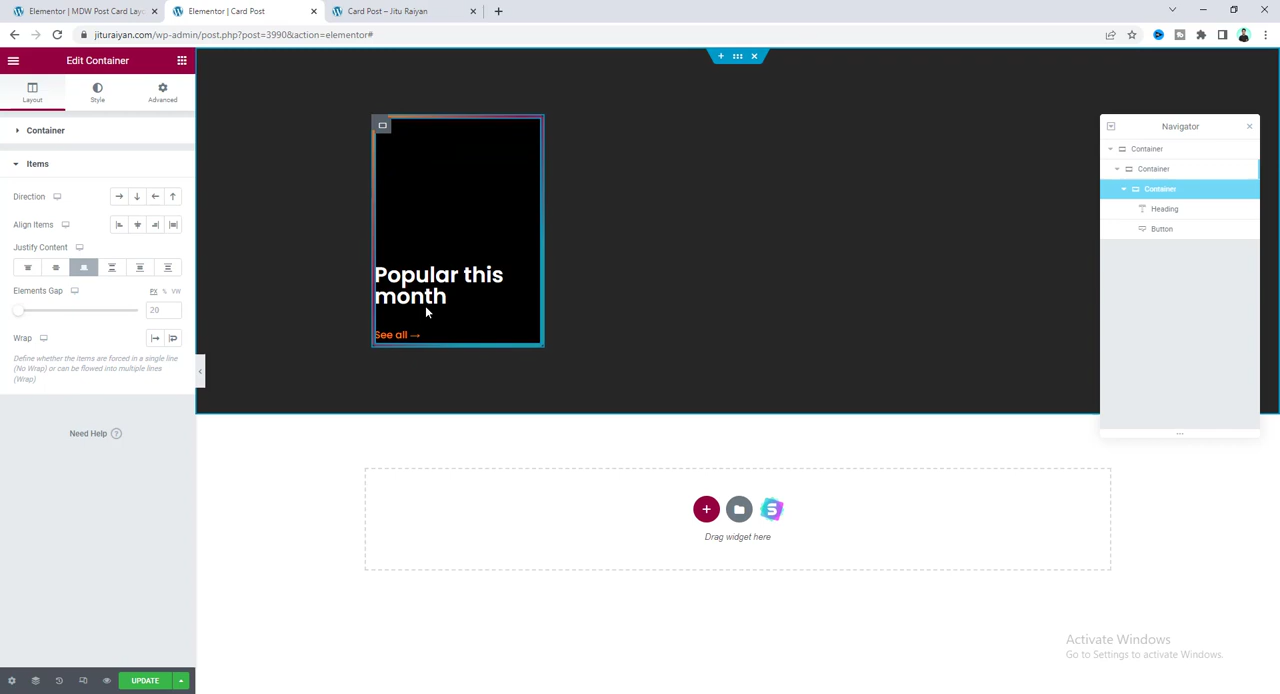 Elementor | MDW Post Card Layo
Elementor | Card Post
Card Post – Jitu Raiyan
jituraiyan.com/wp-admin/post.php?post=3990&action=elementor#
Edit Container
Layout
Style
Advanced
Container
Items
Direction
Align Items
Justify Content
Elements Gap
PX % VW
20
Wrap
Define whether the items are forced in a single line
(No Wrap) or can be flowed into multiple lines
(Wrap)
Need Help
UPDATE
Popular this
month
See all →
Navigator
Container
Container
Container
Heading
Button
Drag widget here
Activate Windows
Go to Settings to activate Windows.